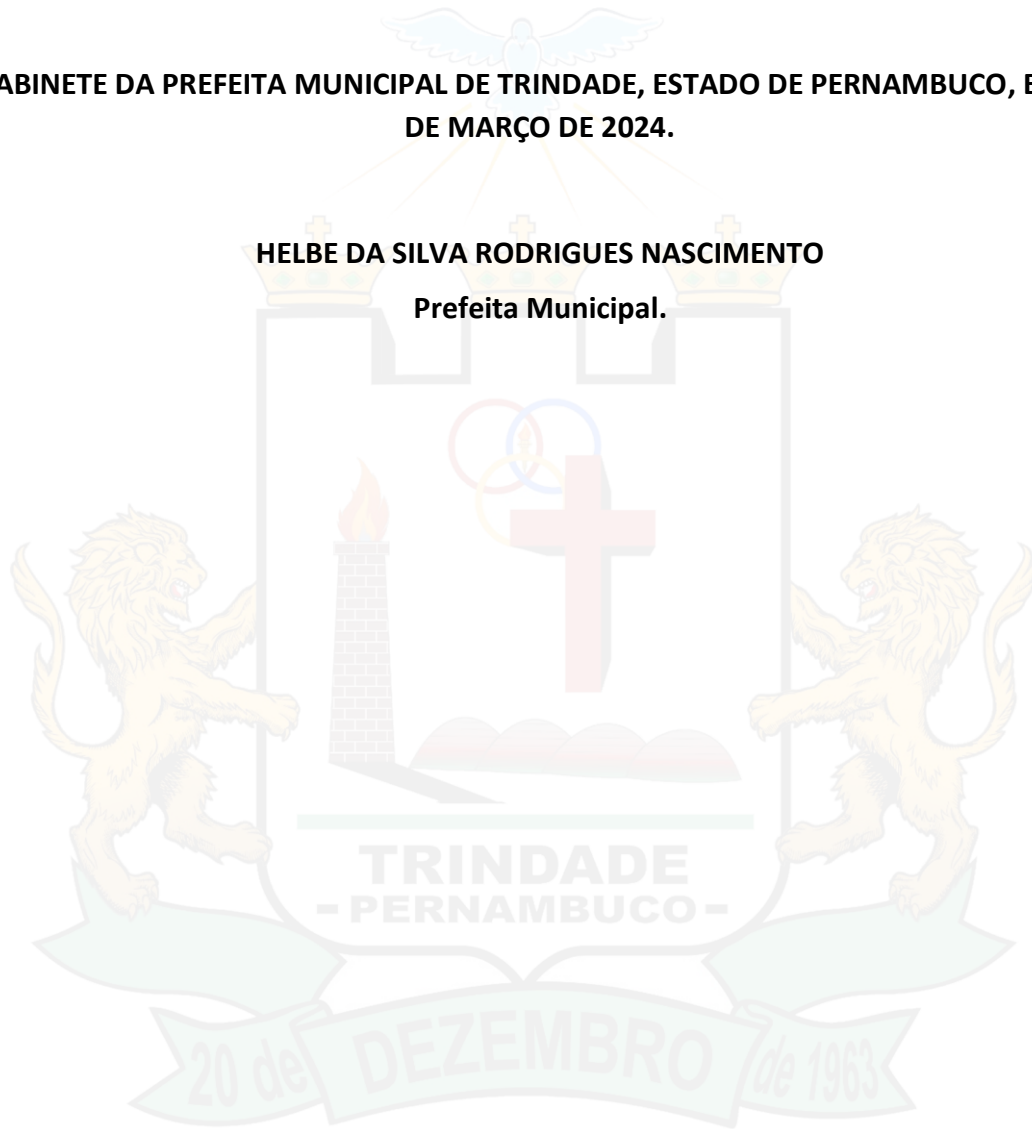 ABINETE DA PREFEITA MUNICIPAL DE TRINDADE, ESTADO DE PERNAMBUCO, E
DE MARÇO DE 2024.
HELBE DA SILVA RODRIGUES NASCIMENTO
Prefeita Municipal.
TRINDADE
- PERNAMBUCO -
20 de DEZEMBRO de 1963